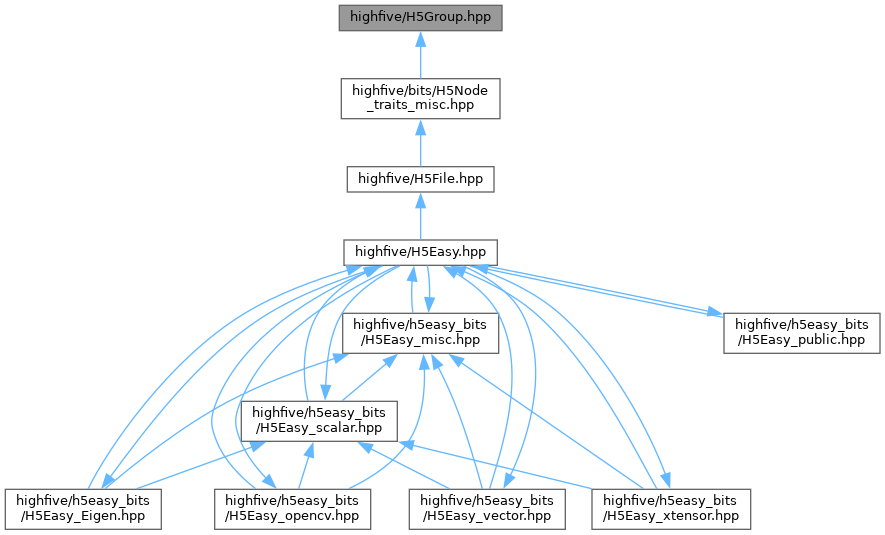 highfive/H5Group.hpp
highfive/bits/H5Node
_traits_misc.hpp
highfive/H5File.hpp
highfive/H5Easy.hpp
highfive/h5easy_bits
/H5Easy_misc.hpp
highfive/h5easy_bits
/H5Easy_public.hpp
highfive/h5easy_bits
/H5Easy_scalar.hpp
highfive/h5easy_bits
/H5Easy_Eigen.hpp
highfive/h5easy_bits
/H5Easy_opencv.hpp
highfive/h5easy_bits
/H5Easy_vector.hpp
highfive/h5easy_bits
/H5Easy_xtensor.hpp